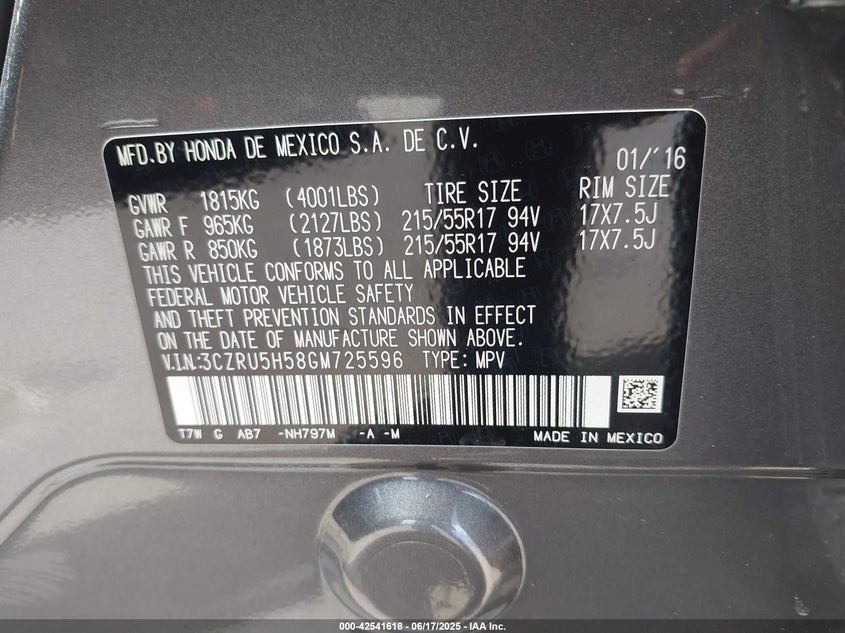 MFD.BY HONDA DE MEXICO S.A. DE C.V.
01/'16
GVWR 1815KG (4001LBS) TIRE SIZE RIM SIZE
GAWR F 965KG (2127LBS) 215/55R17 94V 17X7.5J
GAWR R 850KG (1873LBS) 215/55R17 94V 17X7.5J
THIS VEHICLE CONFORMS TO ALL APPLICABLE
FEDERAL MOTOR VEHICLE SAFETY
AND THEFT PREVENTION STANDARDS IN EFFECT
ON THE DATE OF MANUFACTURE SHOWN ABOVE.
V.I.N.:3CZRU5H58GM725596 TYPE: MPV
T7W G AB7 -NH797M -A -M MADE IN MEXICO
000-42541618 - 06/17/2025 - IAA Inc.